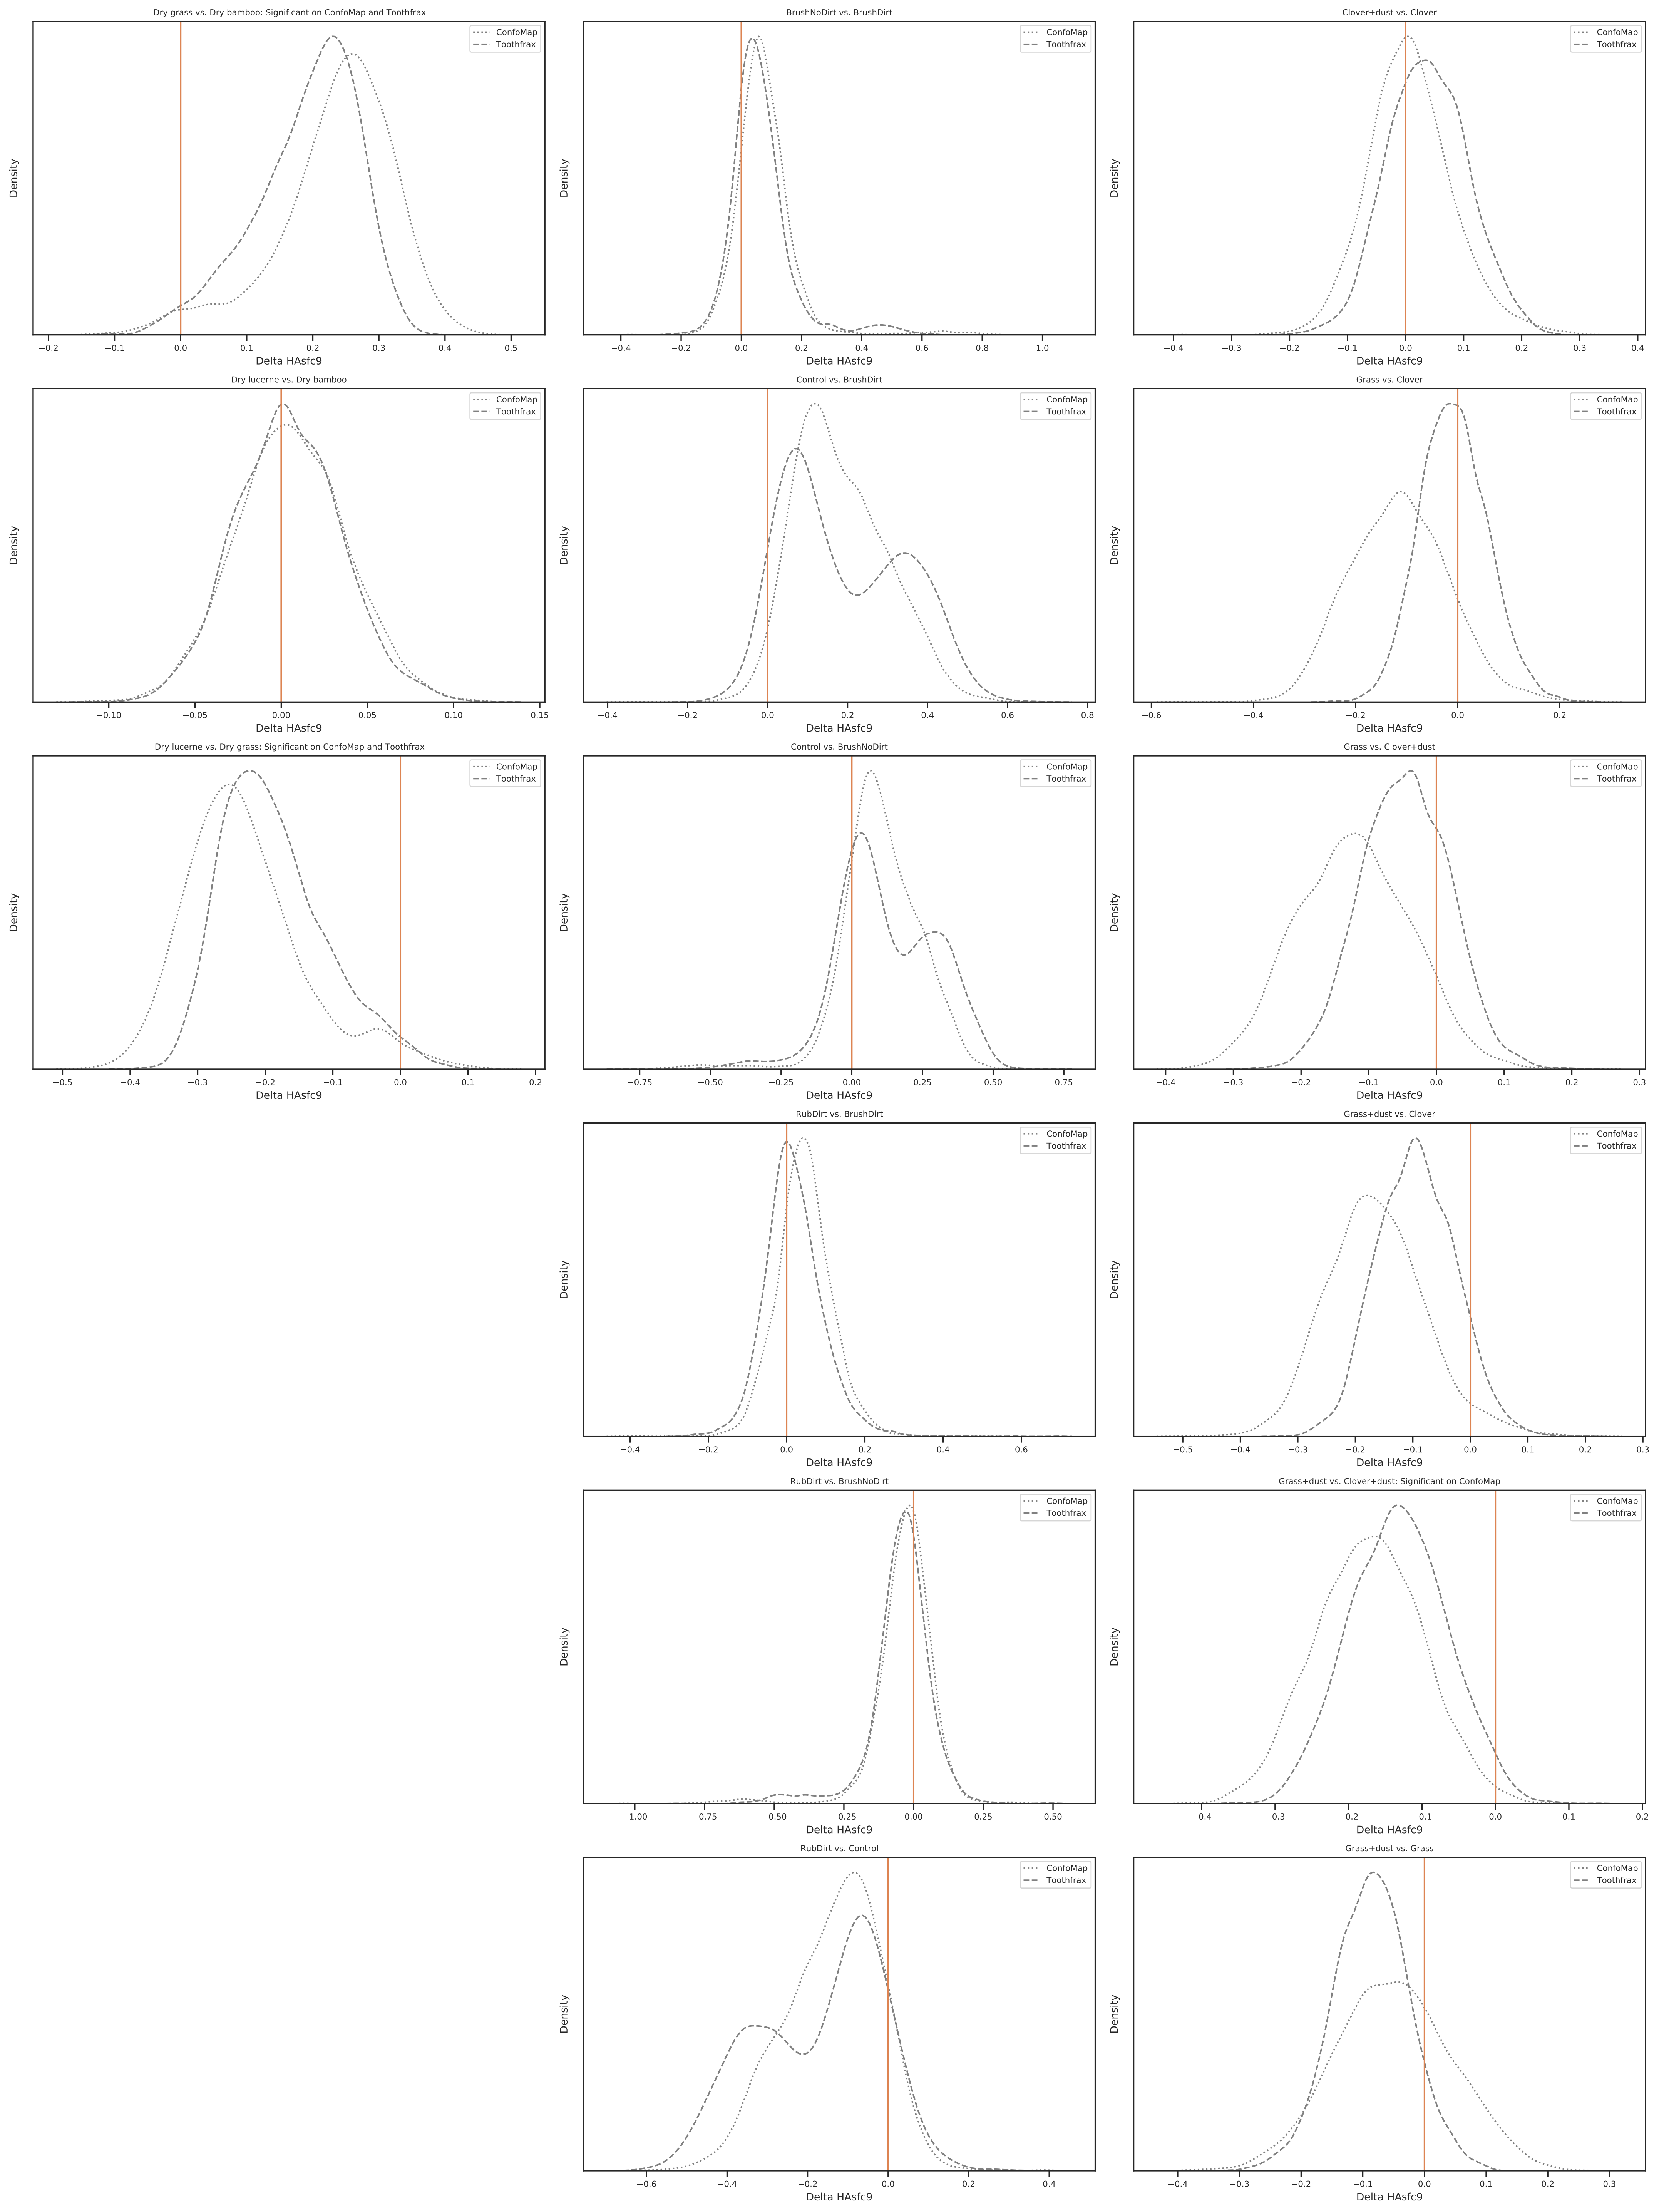 Dry grass vs. Dry bamboo: Significant on ConfoMap and Toothfrax
Density
ConfoMap
Toothfrax
−0.2 −0.1 0.0 0.1 0.2 0.3 0.4 0.5
Delta HAsfc9
BrushNoDirt vs. BrushDirt
Density
ConfoMap
Toothfrax
−0.4 −0.2 0.0 0.2 0.4 0.6 0.8 1.0
Delta HAsfc9
Clover+dust vs. Clover
Density
ConfoMap
Toothfrax
−0.4 −0.3 −0.2 −0.1 0.0 0.1 0.2 0.3 0.4
Delta HAsfc9
Dry lucerne vs. Dry bamboo
Density
ConfoMap
Toothfrax
−0.10 −0.05 0.00 0.05 0.10 0.15
Delta HAsfc9
Control vs. BrushDirt
Density
ConfoMap
Toothfrax
−0.4 −0.2 0.0 0.2 0.4 0.6 0.8
Delta HAsfc9
Grass vs. Clover
Density
ConfoMap
Toothfrax
−0.6 −0.4 −0.2 0.0 0.2
Delta HAsfc9
Dry lucerne vs. Dry grass: Significant on ConfoMap and Toothfrax
Density
ConfoMap
Toothfrax
−0.5 −0.4 −0.3 −0.2 −0.1 0.0 0.1 0.2
Delta HAsfc9
Control vs. BrushNoDirt
Density
ConfoMap
Toothfrax
−0.75 −0.50 −0.25 0.00 0.25 0.50 0.75
Delta HAsfc9
Grass vs. Clover+dust
Density
ConfoMap
Toothfrax
−0.4 −0.3 −0.2 −0.1 0.0 0.1 0.2 0.3
Delta HAsfc9
RubDirt vs. BrushDirt
Density
ConfoMap
Toothfrax
−0.4 −0.2 0.0 0.2 0.4 0.6
Delta HAsfc9
Grass+dust vs. Clover
Density
ConfoMap
Toothfrax
−0.5 −0.4 −0.3 −0.2 −0.1 0.0 0.1 0.2 0.3
Delta HAsfc9
RubDirt vs. BrushNoDirt
Density
ConfoMap
Toothfrax
−1.00 −0.75 −0.50 −0.25 0.00 0.25 0.50
Delta HAsfc9
Grass+dust vs. Clover+dust: Significant on ConfoMap
Density
ConfoMap
Toothfrax
−0.4 −0.3 −0.2 −0.1 0.0 0.1 0.2
Delta HAsfc9
RubDirt vs. Control
Density
ConfoMap
Toothfrax
−0.6 −0.4 −0.2 0.0 0.2 0.4
Delta HAsfc9
Grass+dust vs. Grass
Density
ConfoMap
Toothfrax
−0.4 −0.3 −0.2 −0.1 0.0 0.1 0.2 0.3
Delta HAsfc9